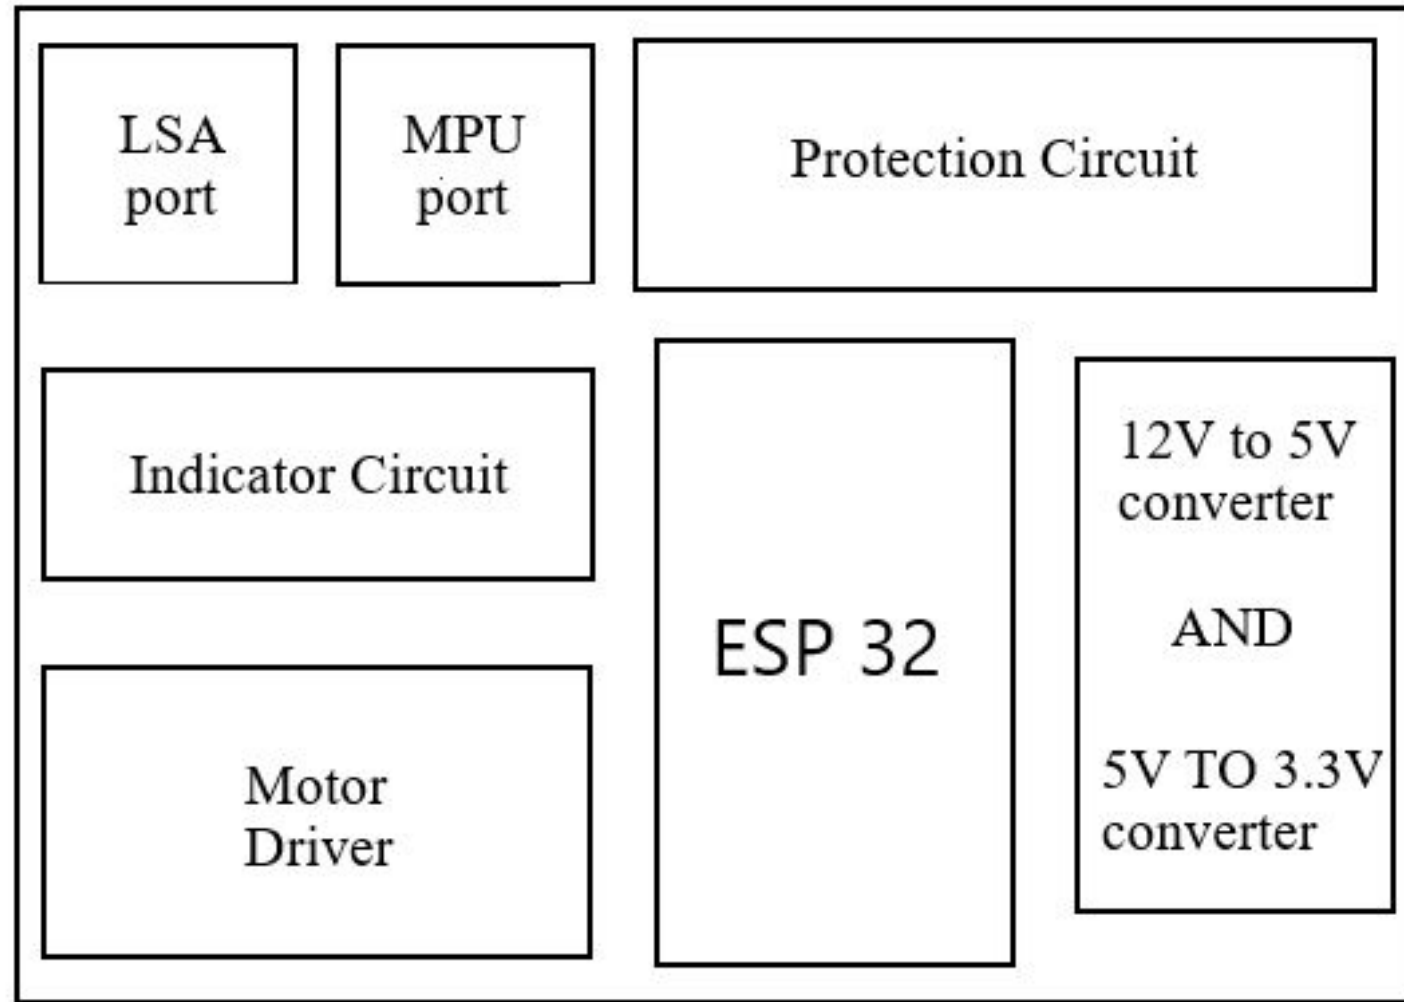 LSA
port
MPU
port
Protection Circuit
Indicator Circuit
Motor
Driver
ESP 32
12V to 5V
converter
AND
5V TO 3.3V
converter